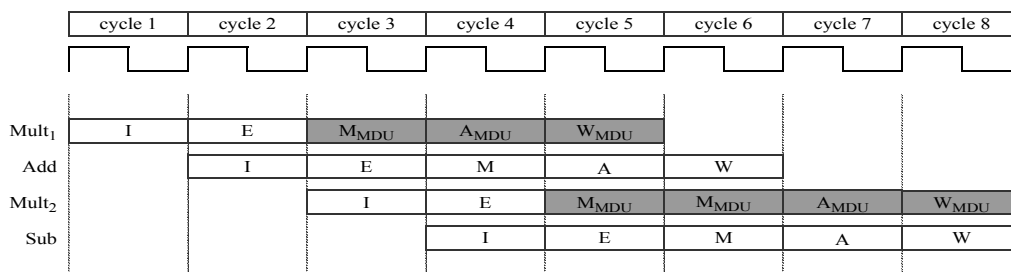 cycle 1 cycle 2 cycle 3 cycle 4 cycle 5 cycle 6 cycle 7 cycle 8
Mult1 I E MMDU AMDU WMDU
Add I E M A W
Mult2 I E MMDU MMDU AMDU WMDU
Sub I E M A W